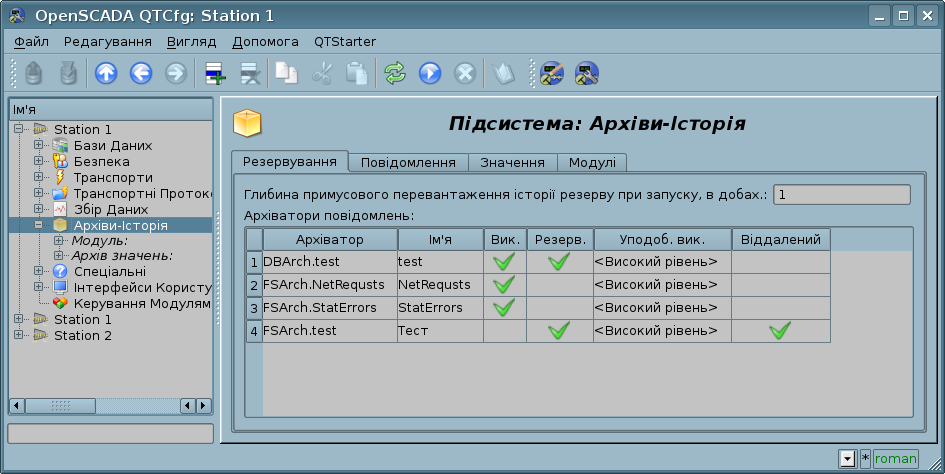 OpenSCADA QTCfg: Station 1
Файл Редагування Вигляд Допомога QTStarter
Ім'я
Station 1
Бази Даних
Безпека
Транспорти
Транспортні Протоко
Збір Даних
Архіви-Історія
Модуль:
Архів значень:
Спеціальні
Інтерфейси Користу
Керування Модулям
Station 1
Station 2
Підсистема: Архіви-Історія
Резервування Повідомлення Значення Модулі
Глибина примусового перевантаження історії резерву при запуску, в добах.: 1
Архіватори повідомлень:
Архіватор Ім'я Вик. Резерв. Уподоб. вик. Віддалений
1 DBArch.test test <Високий рівень>
2 FSArch.NetRequsts NetRequsts <Високий рівень>
3 FSArch.StatErrors StatErrors <Високий рівень>
4 FSArch.test Тест <Високий рівень>
* roman